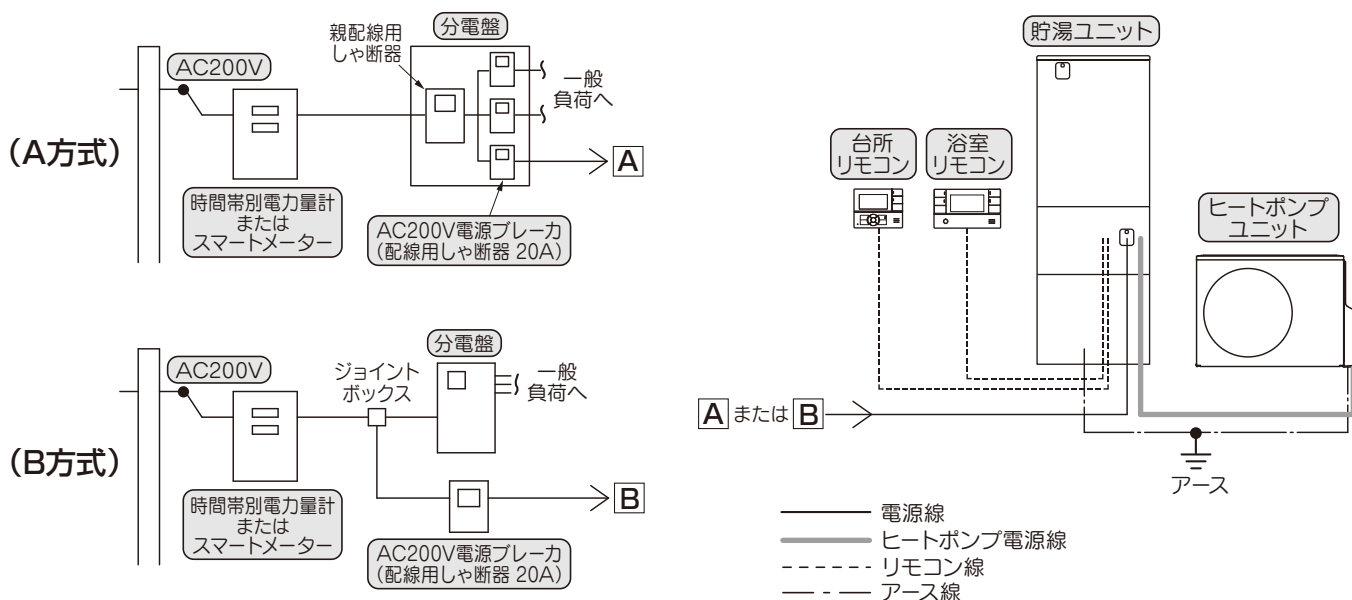 (A方式)
AC200V
時間帯別電力量計
または
スマートメーター
親配線用
しゃ断器
分電盤
一般
負荷へ
A
AC200V電源ブレーカ
(配線用しゃ断器 20A)
(B方式)
AC200V
時間帯別電力量計
または
スマートメーター
ジョイント
ボックス
分電盤
一般
負荷へ
B
AC200V電源ブレーカ
(配線用しゃ断器 20A)
貯湯ユニット
台所
リモコン
浴室
リモコン
ヒートポンプ
ユニット
A または B
アース
電源線
ヒートポンプ電源線
リモコン線
アース線